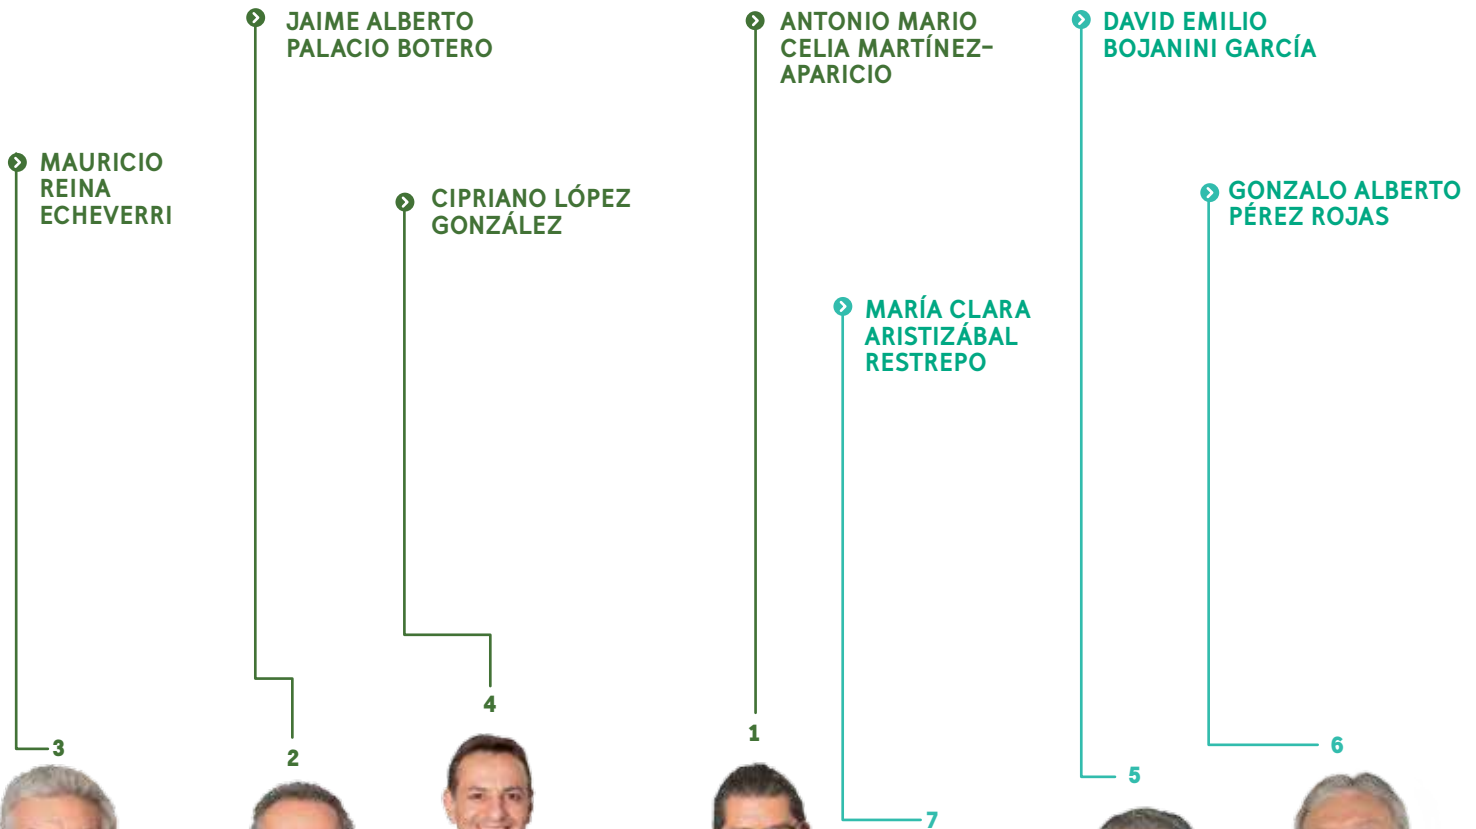 JAIME ALBERTO
PALACIO BOTERO
ANTONIO MARIO
CELIA MARTÍNEZ-
APARICIO
DAVID EMILIO
BOJANINI GARCÍA
MAURICIO
REINA
ECHEVERRI
CIPRIANO LÓPEZ
GONZÁLEZ
GONZALO ALBERTO
PÉREZ ROJAS
MARÍA CLARA
ARISTIZÁBAL
RESTREPO
4
1
3
2
6
5
7